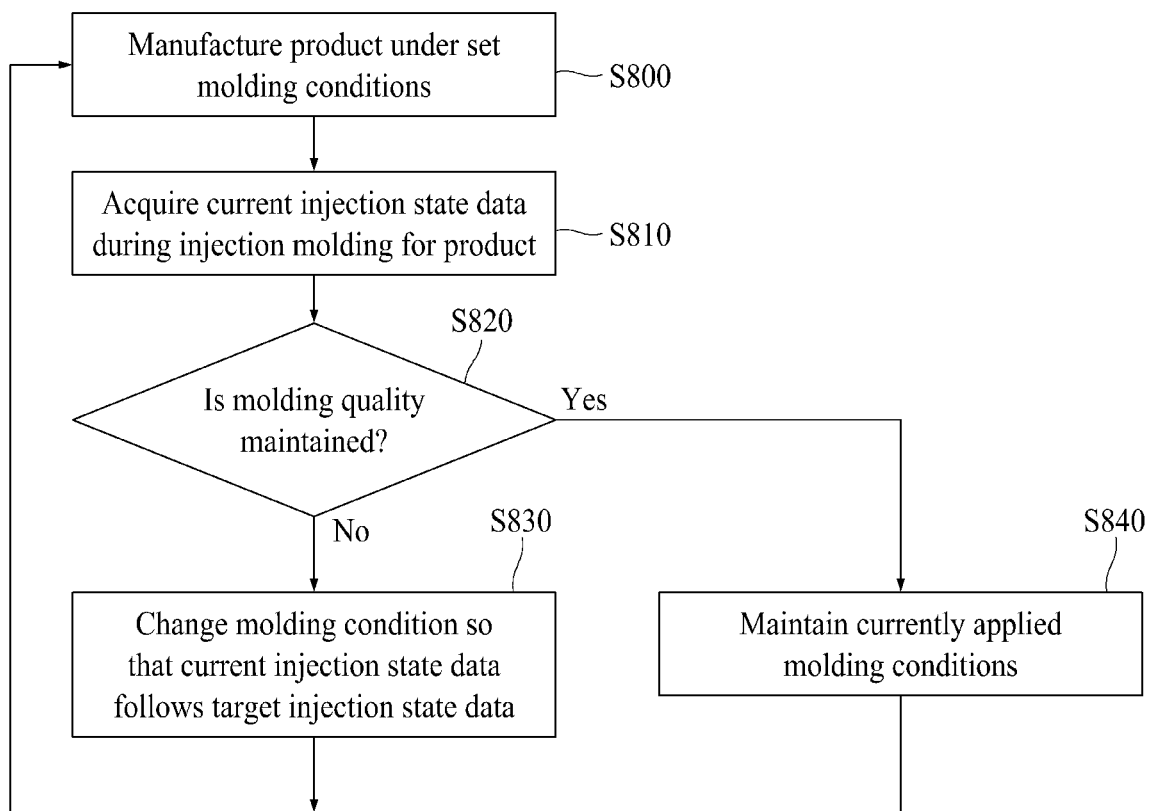 Manufacture product under set
molding conditions
S800
Acquire current injection state data
during injection molding for product
S810
S820
Is molding quality
maintained?
Yes
No
S830
Change molding condition so
that current injection state data
follows target injection state data
S840
Maintain currently applied
molding conditions